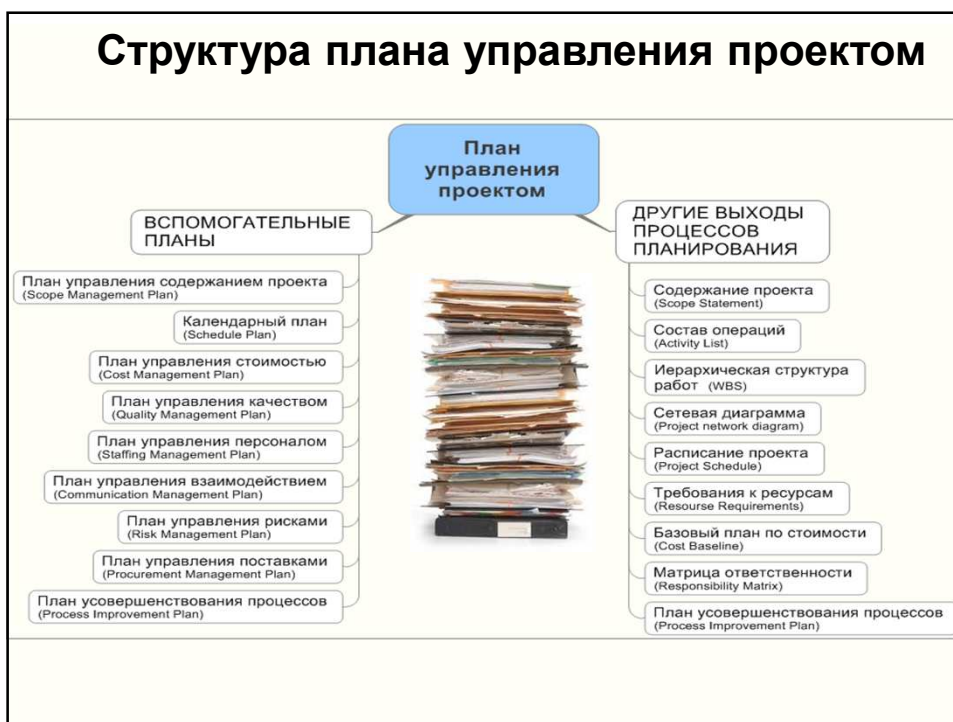 Структура плана управления проектом
План
управления
проектом
ВСПОМОГАТЕЛЬНЫЕ
ПЛАНЫ
План управления содержанием проекта
(Scope Management Plan)
Календарный план
(Schedule Plan)
План управления стоимостью
(Cost Management Plan)
План управления качеством
(Quality Management Plan)
План управления персоналом
(Staffing Management Plan)
План управления взаимодействием
(Communication Management Plan)
План управления рисками
(Risk Management Plan)
План управления поставками
(Procurement Management Plan)
План усовершенствования процессов
(Process Improvement Plan)
ДРУГИЕ ВЫХОДЫ
ПРОЦЕССОВ
ПЛАНИРОВАНИЯ
Содержание проекта
(Scope Statement)
Состав операций
(Activity List)
Иерархическая структура
работ (WBS)
Сетевая диаграмма
(Project network diagram)
Расписание проекта
(Project Schedule)
Требования к ресурсам
(Resourse Requirements)
Базовый план по стоимости
(Cost Baseline)
Матрица ответственности
(Responsibility Matrix)
План усовершенствования процессов
(Process Improvement Plan)